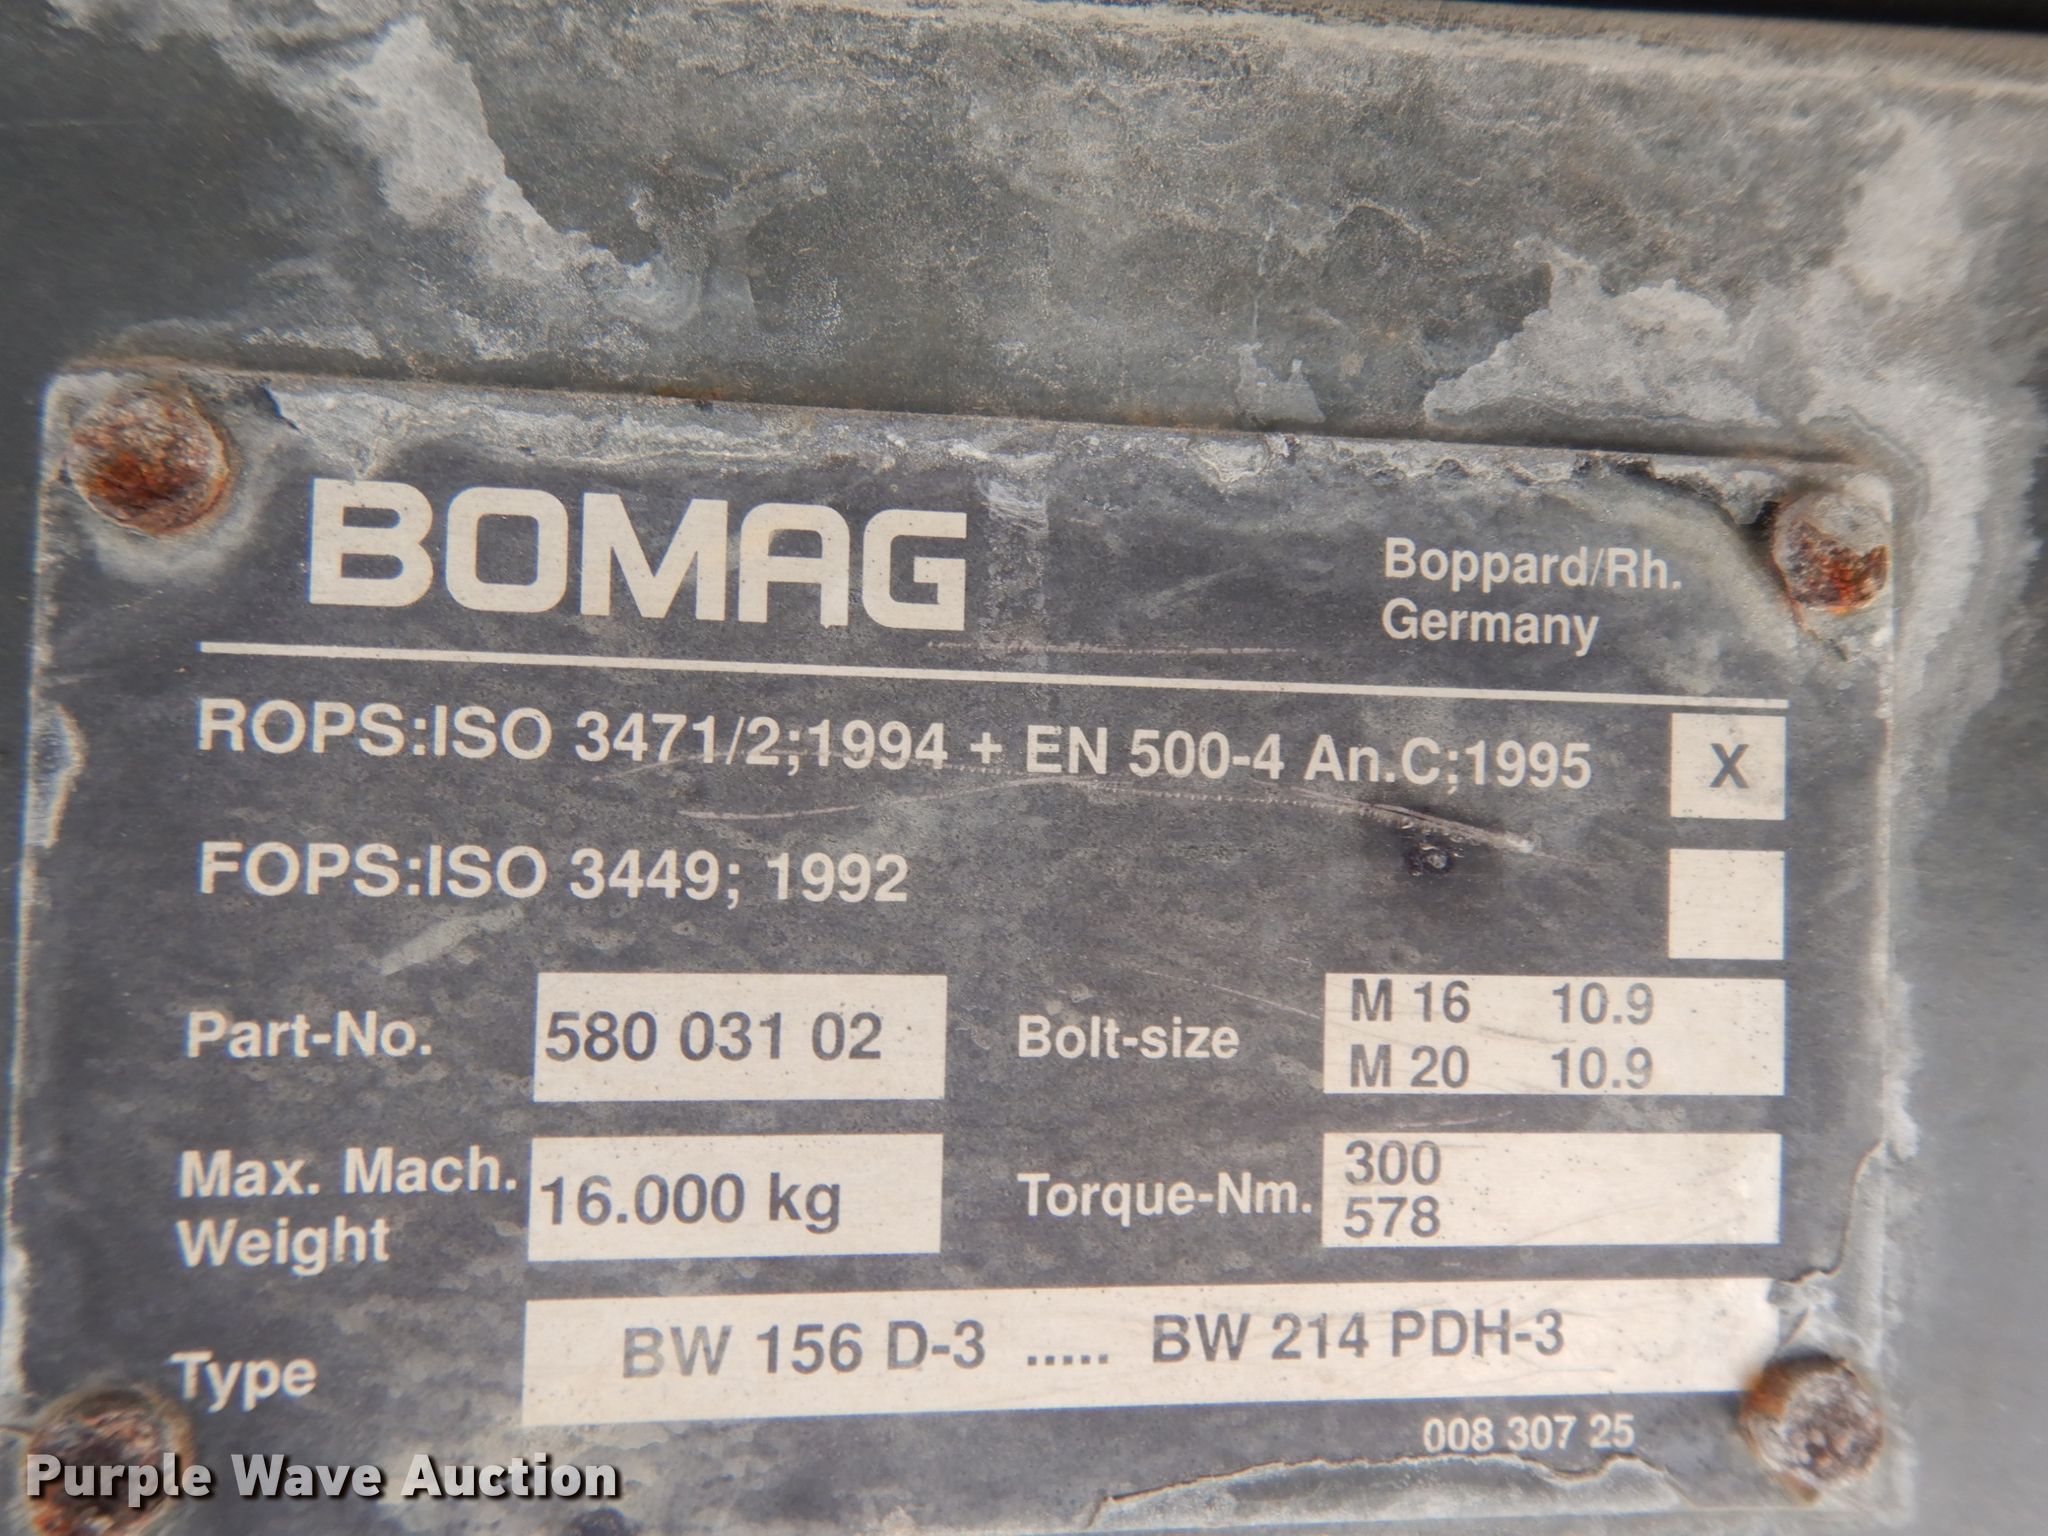 BOMAG
Boppard/Rh.
Germany
ROPS:ISO 3471/2;1994 + EN 500-4 An.C;1995 X
FOPS:ISO 3449; 1992
Part-No. 580 031 02
Bolt-size M 16 10.9
M 20 10.9
Max. Mach.
Weight 16.000 kg
Torque-Nm. 300
578
Type BW 156 D-3 ..... BW 214 PDH-3
008 307 25
Purple Wave Auction